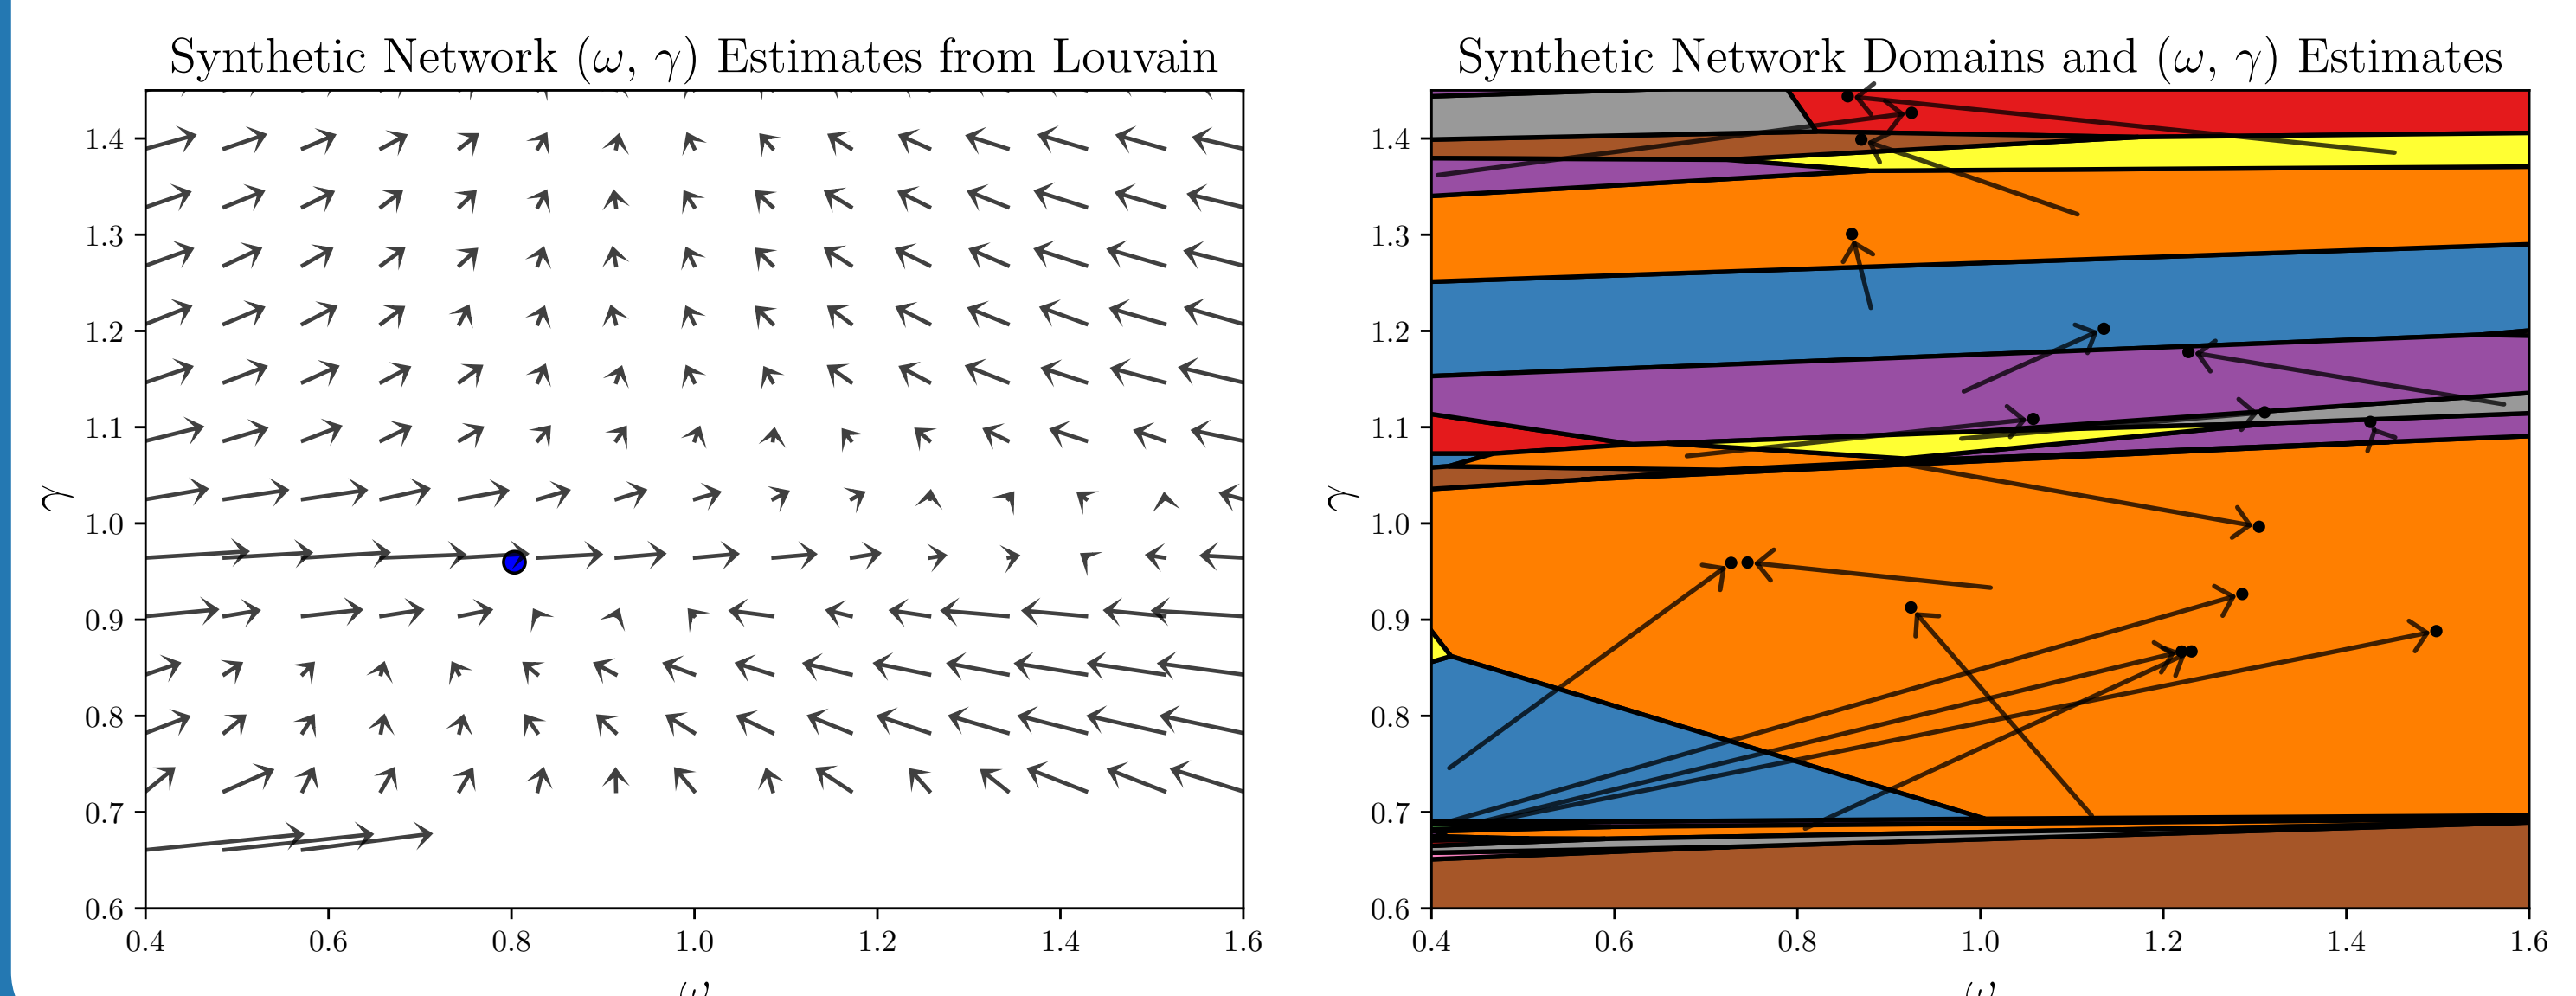 Synthetic Network (ω, γ) Estimates from Louvain
1.4
1.3
1.2
1.1
1.0
0.9
0.8
0.7
0.6
γ
0.4 0.6 0.8 1.0 1.2 1.4 1.6
ω
Synthetic Network Domains and (ω, γ) Estimates
1.4
1.3
1.2
1.1
1.0
0.9
0.8
0.7
0.6
γ
0.4 0.6 0.8 1.0 1.2 1.4 1.6
ω